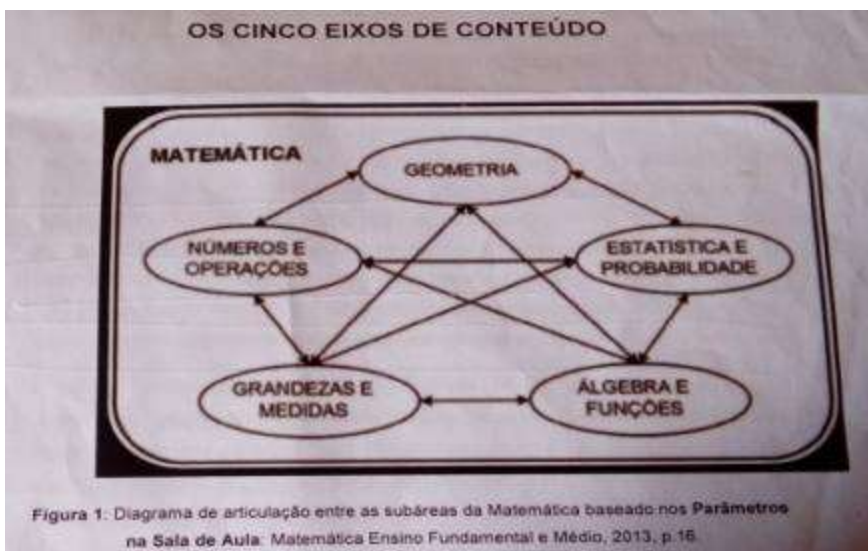 OS CINCO EIXOS DE CONTEÚDO
MATEMÁTICA
GEOMETRIA
NÚMEROS E
OPERAÇÕES
ESTATÍSTICA E
PROBABILIDADE
GRANDEZAS E
MEDIDAS
ÁLGEBRA E
FUNÇÕES
Figura 1: Diagrama de articulação entre as subáreas da Matemática baseado nos Parâmetros
na Sala de Aula: Matemática Ensino Fundamental e Médio, 2013, p.16.